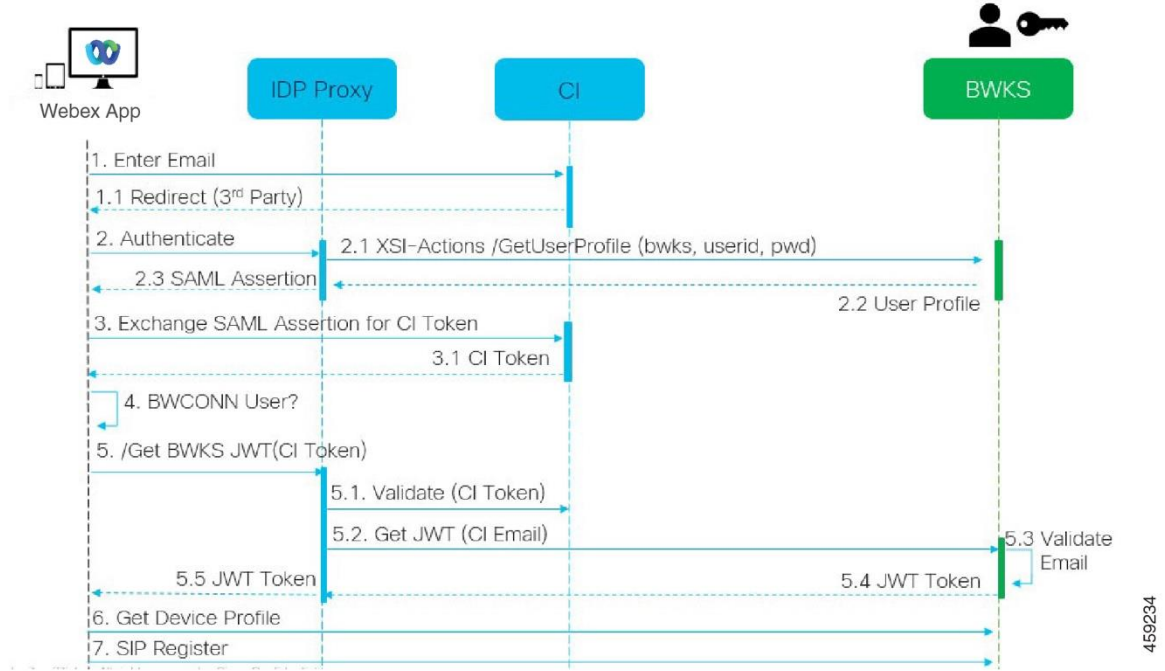 Webex App
IDP Proxy
CI
BWKS
1. Enter Email
1.1 Redirect (3rd Party)
2. Authenticate
2.1 XSI-Actions /GetUserProfile (bwks, userid, pwd)
2.3 SAML Assertion
2.2 User Profile
3. Exchange SAML Assertion for CI Token
3.1 CI Token
4. BWCONN User?
5. /Get BWKS JWT(CI Token)
5.1. Validate (CI Token)
5.2. Get JWT (CI Email)
5.3 Validate
Email
5.5 JWT Token
5.4 JWT Token
6. Get Device Profile
7. SIP Register
459234